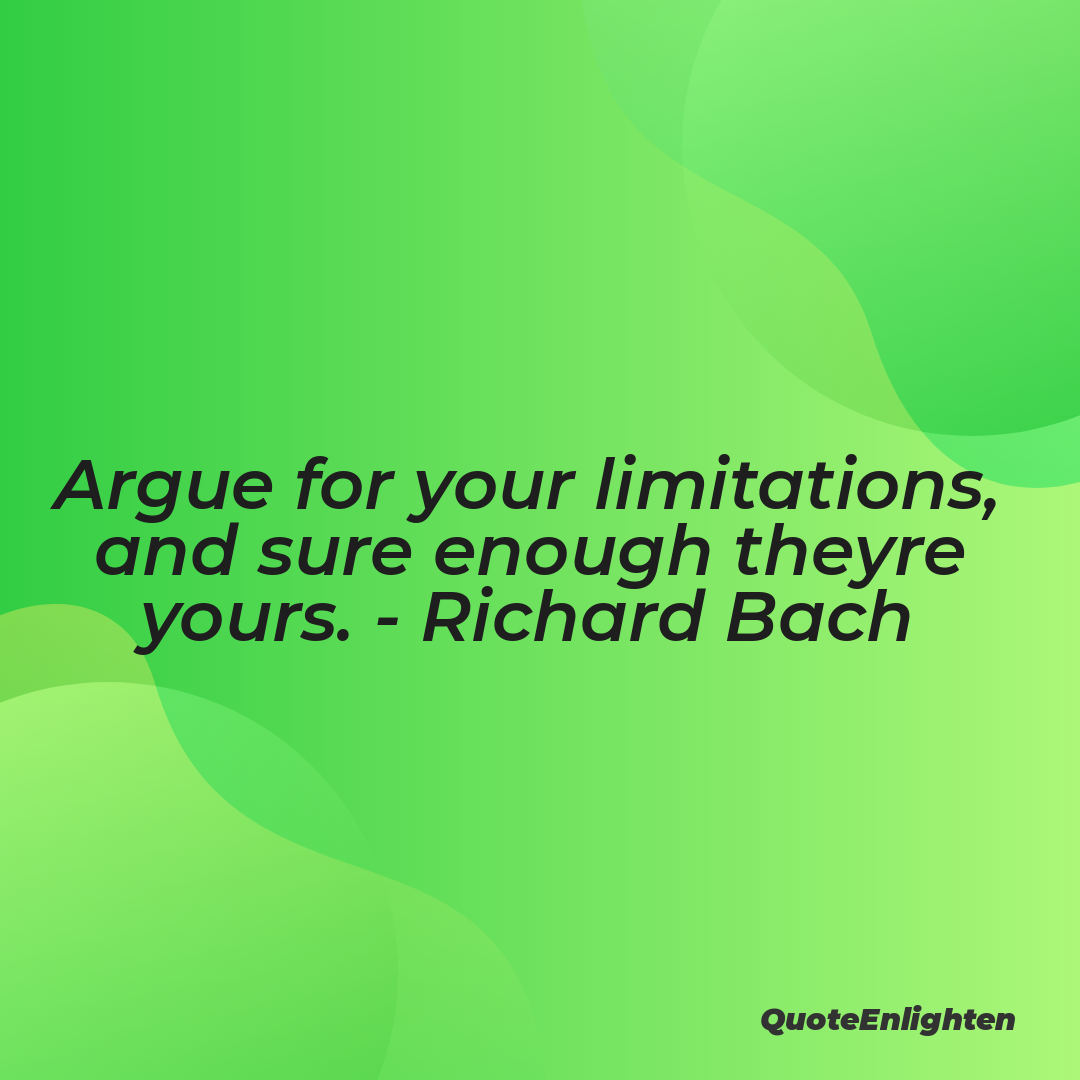 Argue for your limitations,
and sure enough theyre
yours. - Richard Bach
QuoteEnlighten